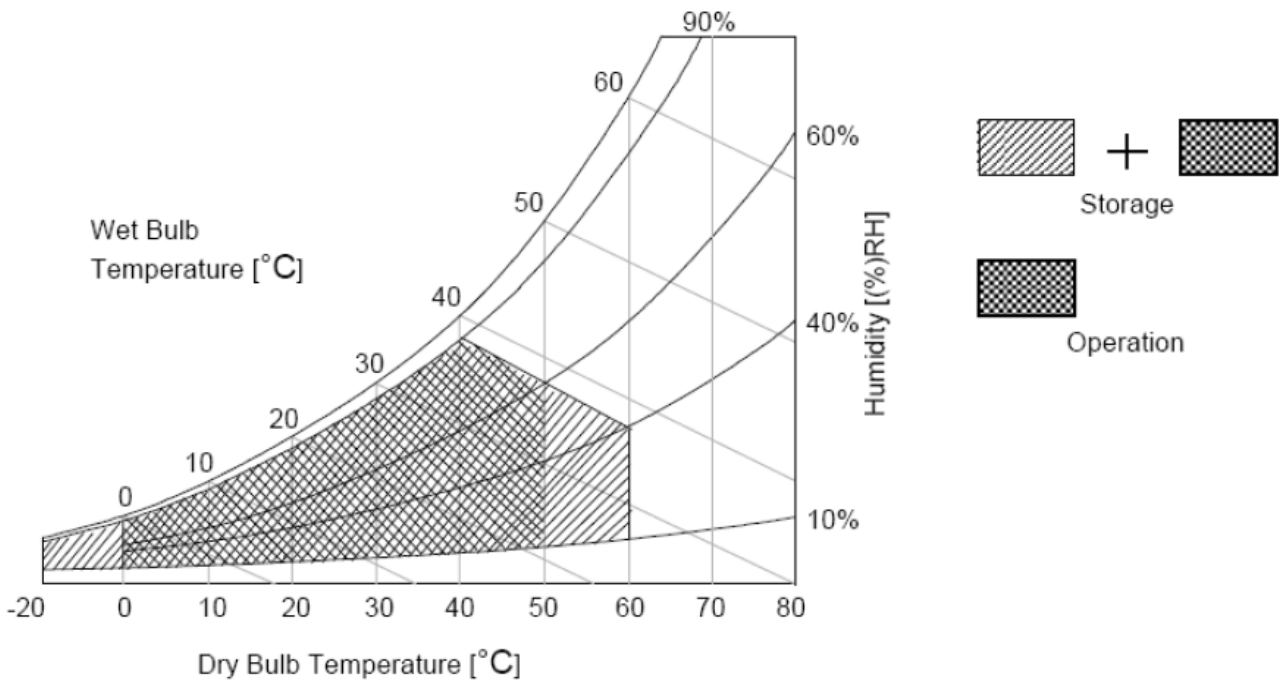 90%
60
60%
50
Wet Bulb
Temperature [°C]
Storage
Humidity [(%)RH]
40
40%
Operation
30
20
10
0
10%
-20 0 10 20 30 40 50 60 70 80
Dry Bulb Temperature [°C]